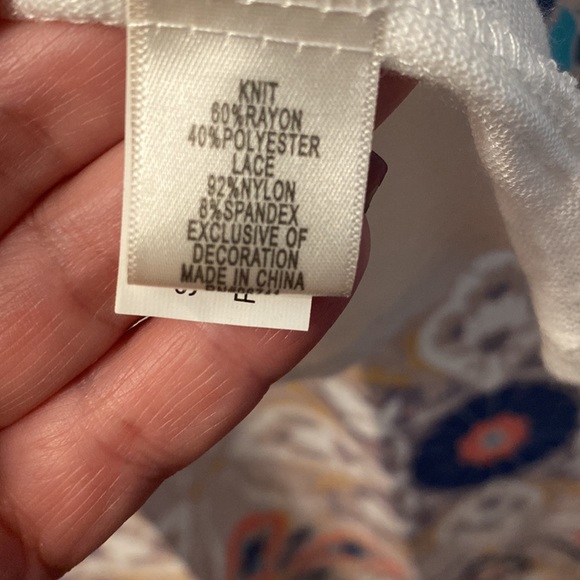 KNIT
60%RAYON
40%POLYESTER
LACE
92%NYLON
8%SPANDEX
EXCLUSIVE OF
DECORATION
MADE IN CHINA